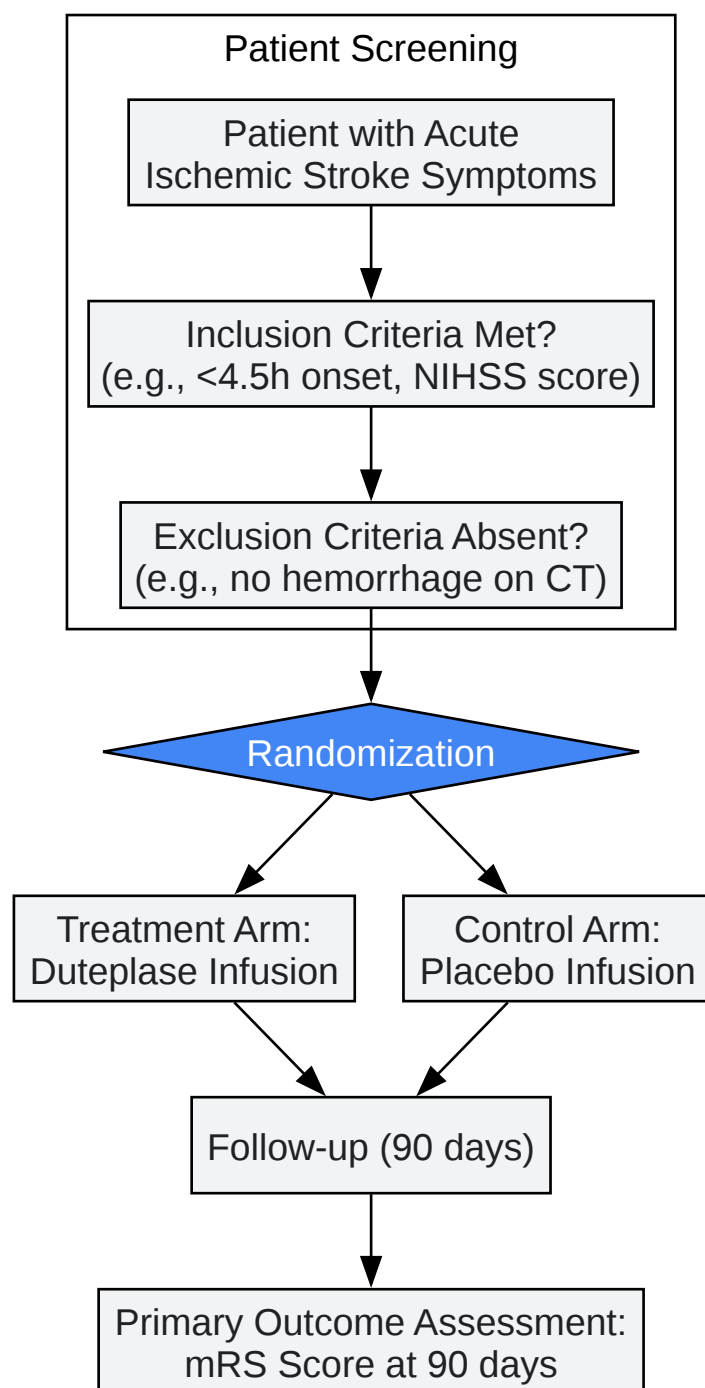 Patient Screening
Patient with Acute
Ischemic Stroke Symptoms
Inclusion Criteria Met?
(e.g., <4.5h onset, NIHSS score)
Exclusion Criteria Absent?
(e.g., no hemorrhage on CT)
Randomization
Treatment Arm:
Duteplase Infusion
Control Arm:
Placebo Infusion
Follow-up (90 days)
Primary Outcome Assessment:
mRS Score at 90 days